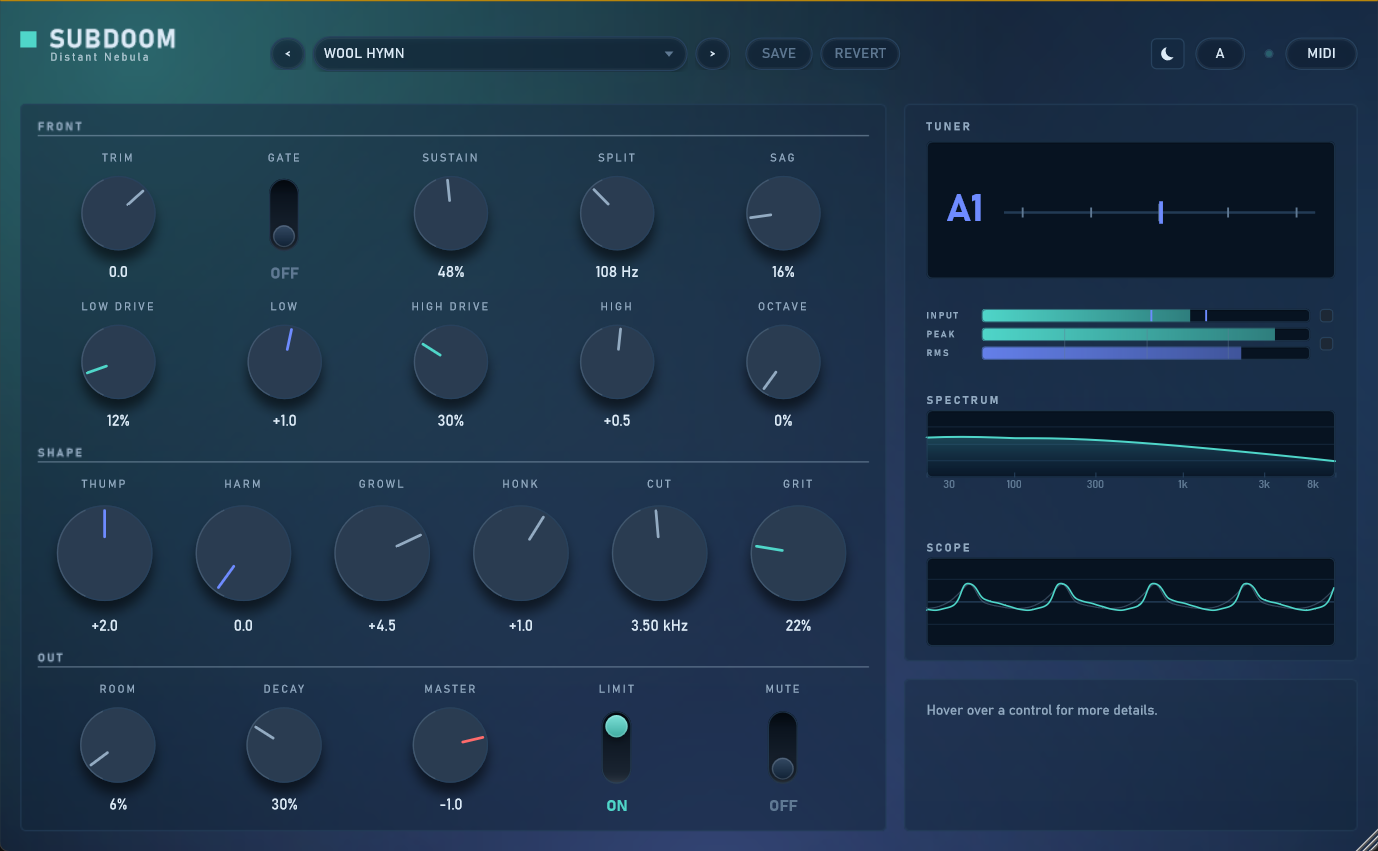 SUBDOOM
Distant Nebula
< WOOL HYMN > SAVE REVERT A MIDI
FRONT
TRIM GATE SUSTAIN SPLIT SAG
0.0 OFF 48% 108 Hz 16%
LOW DRIVE LOW HIGH DRIVE HIGH OCTAVE
12% +1.0 30% +0.5 0%
SHAPE
THUMP HARM GROWL HONK CUT GRIT
+2.0 0.0 +4.5 +1.0 3.50 kHz 22%
OUT
ROOM DECAY MASTER LIMIT MUTE
6% 30% -1.0 ON OFF
TUNER
A1
INPUT
PEAK
RMS
SPECTRUM
30 100 300 1k 3k 8k
SCOPE
Hover over a control for more details.